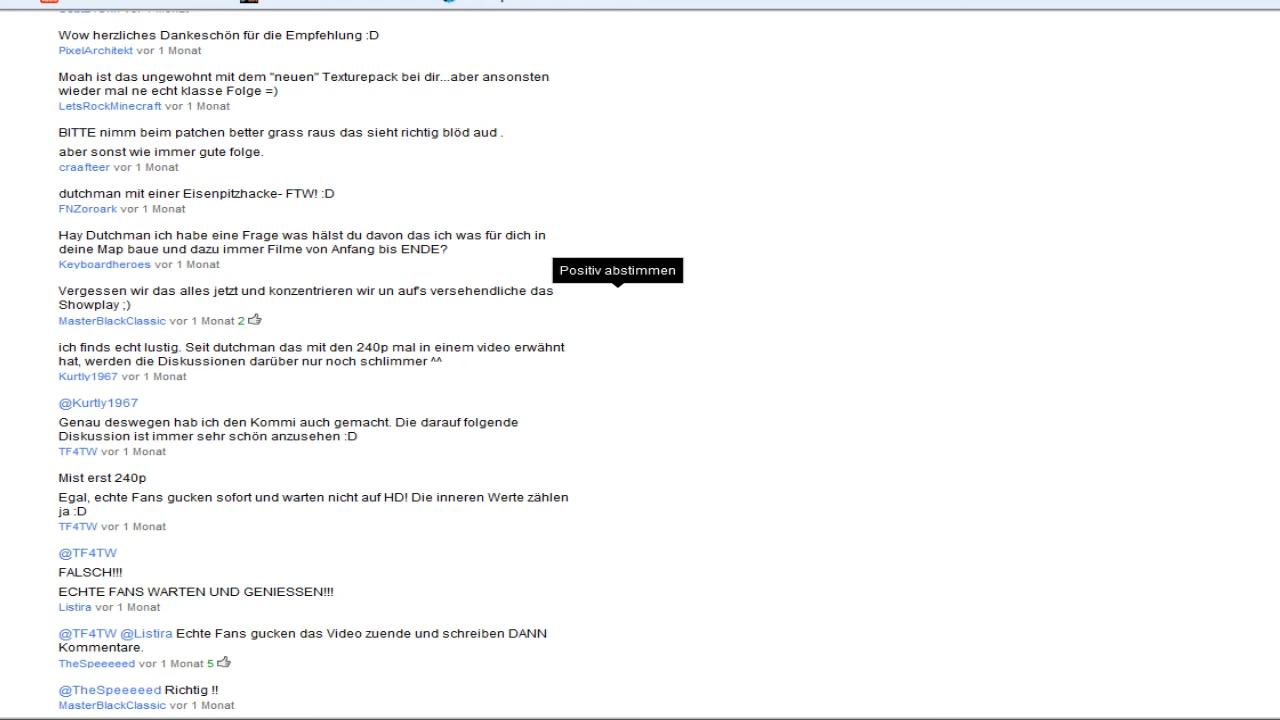 Wow herzliches Dankeschön für die Empfehlung :D
PixelArchitekt vor 1 Monat
Moah ist das ungewohnt mit dem "neuen" Texturepack bei dir...aber ansonsten
wieder mal ne echt klasse Folge =)
LetsRockMinecraft vor 1 Monat
BITTE nimm beim patchen better grass raus das sieht richtig blöd aud .
aber sonst wie immer gute folge.
craafteer vor 1 Monat
dutchman mit einer Eisenpitzhacke- FTW! :D
FNZoroark vor 1 Monat
Hay Dutchman ich habe eine Frage was hälst du davon das ich was für dich in
deine Map baue und dazu immer Filme von Anfang bis ENDE?
Keyboardheroes vor 1 Monat
Positiv abstimmen
Vergessen wir das alles jetzt und konzentrieren wir un auf's versehendliche das
Showplay ;)
MasterBlackClassic vor 1 Monat 2
ich finds echt lustig. Seit dutchman das mit den 240p mal in einem video erwähnt
hat, werden die Diskussionen darüber nur noch schlimmer ^^
Kurtly1967 vor 1 Monat
@Kurtly1967
Genau deswegen hab ich den Kommi auch gemacht. Die darauf folgende
Diskussion ist immer sehr schön anzusehen :D
TF4TW vor 1 Monat
Mist erst 240p
Egal, echte Fans gucken sofort und warten nicht auf HD! Die inneren Werte zählen
ja :D
TF4TW vor 1 Monat
@TF4TW
FALSCH!!!
ECHTE FANS WARTEN UND GENIESSEN!!!
Listira vor 1 Monat
@TF4TW @Listira Echte Fans gucken das Video zuende und schreiben DANN
Kommentare.
TheSpeeeeed vor 1 Monat 5
@TheSpeeeeed Richtig !!
MasterBlackClassic vor 1 Monat